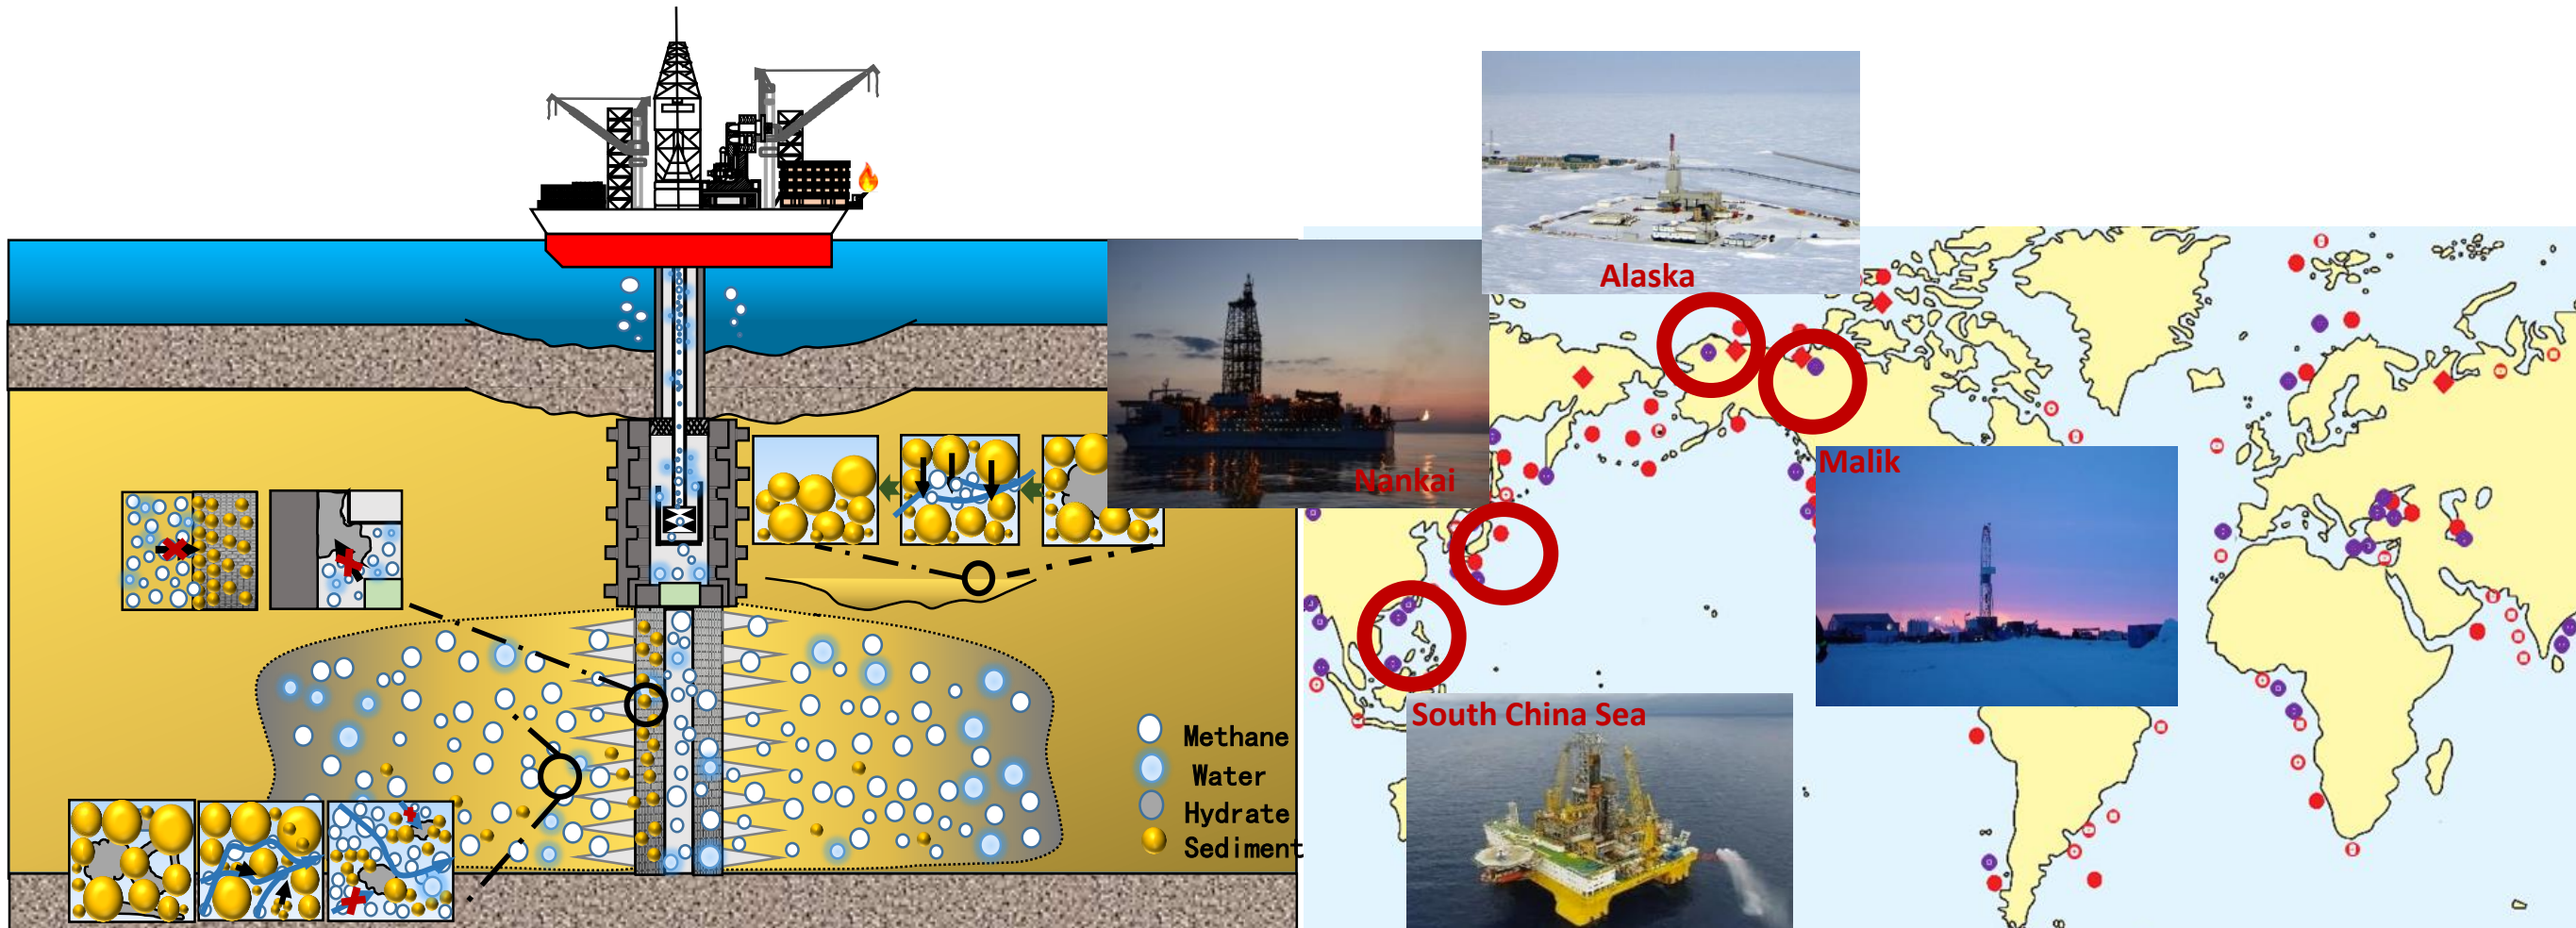 Alaska
Nankai
Malik
South China Sea
Methane
Water
Hydrate
Sediment